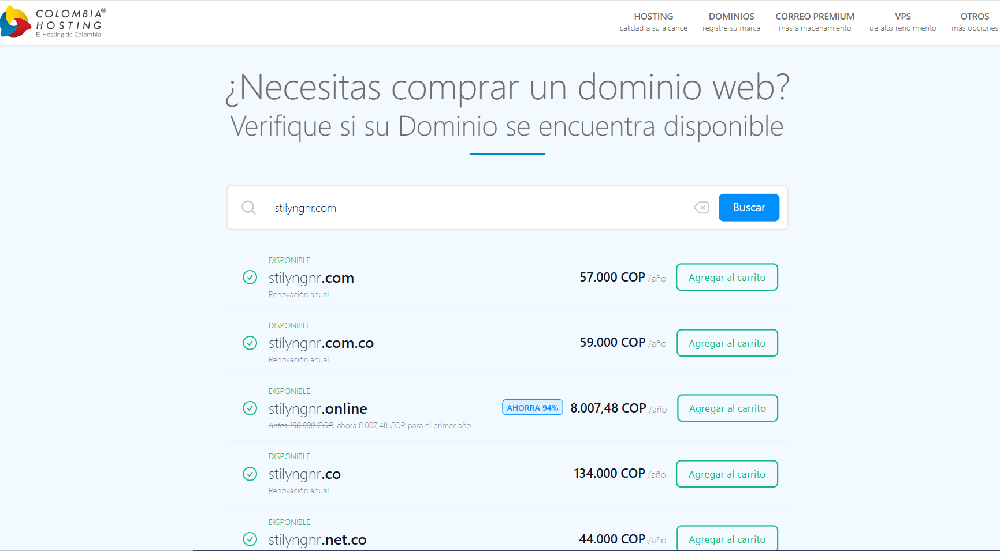 COLOMBIA®
HOSTING
El Hosting de Colombia
HOSTING
calidad a su alcance
DOMINIOS
registre su marca
CORREO PREMIUM
más almacenamiento
VPS
de alto rendimiento
OTROS
más opciones
¿Necesitas comprar un dominio web?
Verifique si su Dominio se encuentra disponible
stilyngnr.com
Buscar
DISPONIBLE
stilyngnr.com
Renovación anual.
57.000 COP /año
Agregar al carrito
DISPONIBLE
stilyngnr.com.co
Renovación anual.
59.000 COP /año
Agregar al carrito
DISPONIBLE
stilyngnr.online
Antes 150.800 COP, ahora 8.007,48 COP para el primer año.
AHORRA 94%
8.007,48 COP /año
Agregar al carrito
DISPONIBLE
stilyngnr.co
Renovación anual.
134.000 COP /año
Agregar al carrito
DISPONIBLE
stilyngnr.net.co
44.000 COP /año
Agregar al carrito